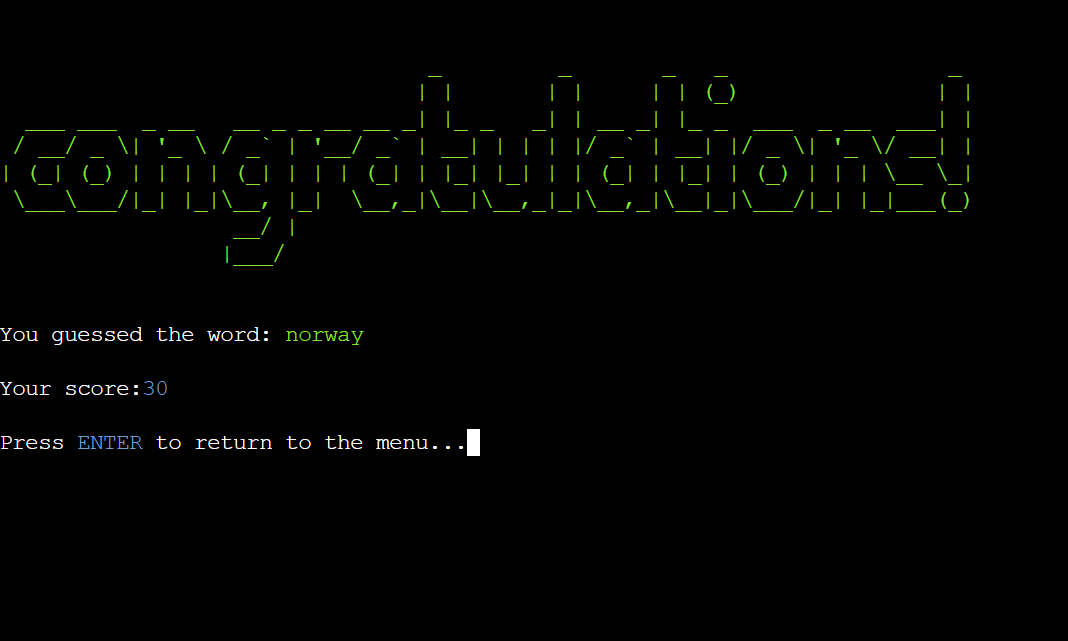 congratulations!
You guessed the word: norway
Your score:30
Press ENTER to return to the menu...